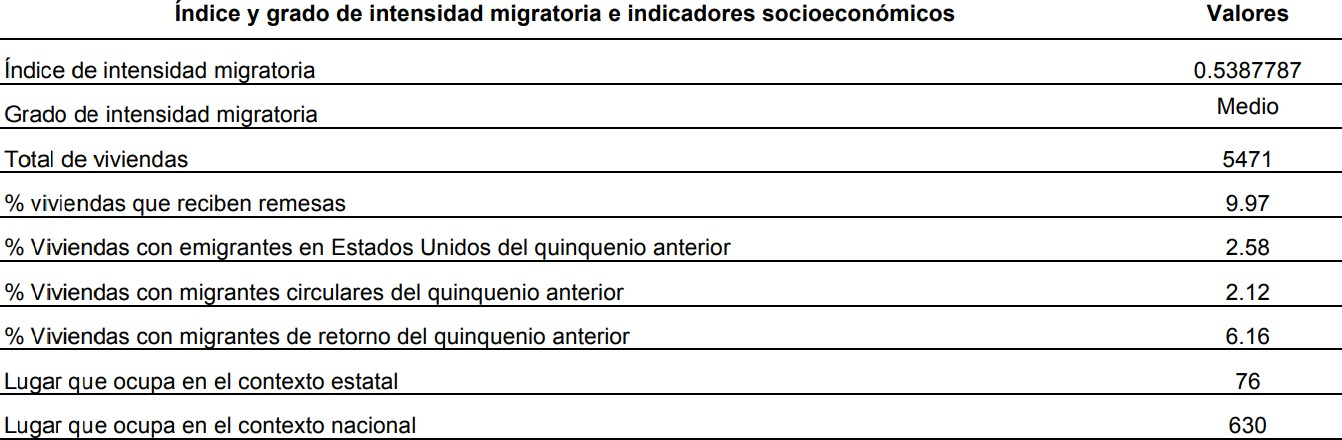 Índice y grado de intensidad migratoria e indicadores socioeconómicos Valores
Índice de intensidad migratoria 0.5387787
Grado de intensidad migratoria Medio
Total de viviendas 5471
% viviendas que reciben remesas 9.97
% Viviendas con emigrantes en Estados Unidos del quinquenio anterior 2.58
% Viviendas con migrantes circulares del quinquenio anterior 2.12
% Viviendas con migrantes de retorno del quinquenio anterior 6.16
Lugar que ocupa en el contexto estatal 76
Lugar que ocupa en el contexto nacional 630